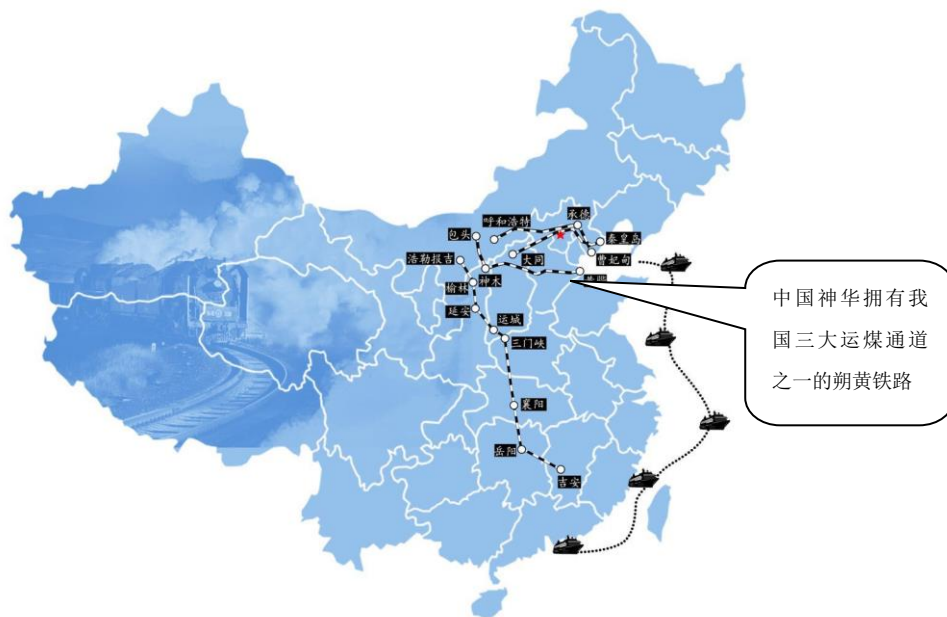 承德
呼和浩特
包头
秦皇岛
曹妃甸
大同
浩勒报吉
神木
榆林
延安
运城
三门峡
襄阳
岳阳
吉安
中国神华拥有我
国三大运煤通道
之一的朔黄铁路